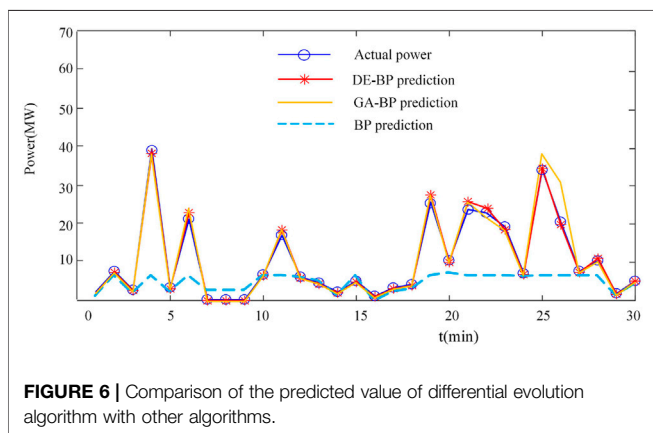 70
60
50
40
30
20
10
Power(MW)
Actual power
DE-BP prediction
GA-BP prediction
BP prediction
0 5 10 15 20 25 30
t(min)
FIGURE 6 | Comparison of the predicted value of differential evolution
algorithm with other algorithms.